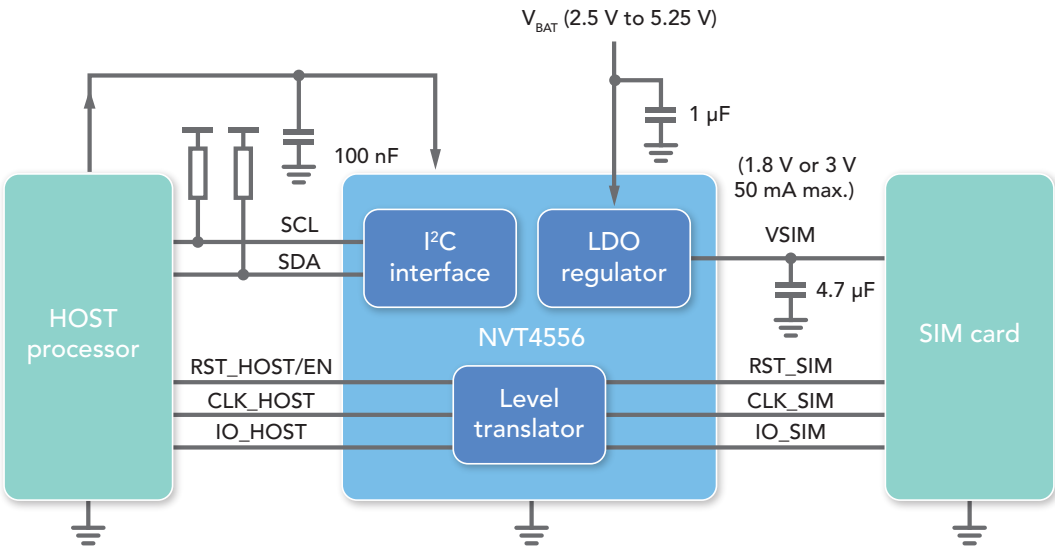 V_BAT (2.5 V to 5.25 V)
1 µF
100 nF
(1.8 V or 3 V
50 mA max.)
SCL
SDA
I²C
interface
LDO
regulator
VSIM
4.7 µF
HOST
processor
NVT4556
SIM card
RST_HOST/EN
CLK_HOST
IO_HOST
Level
translator
RST_SIM
CLK_SIM
IO_SIM